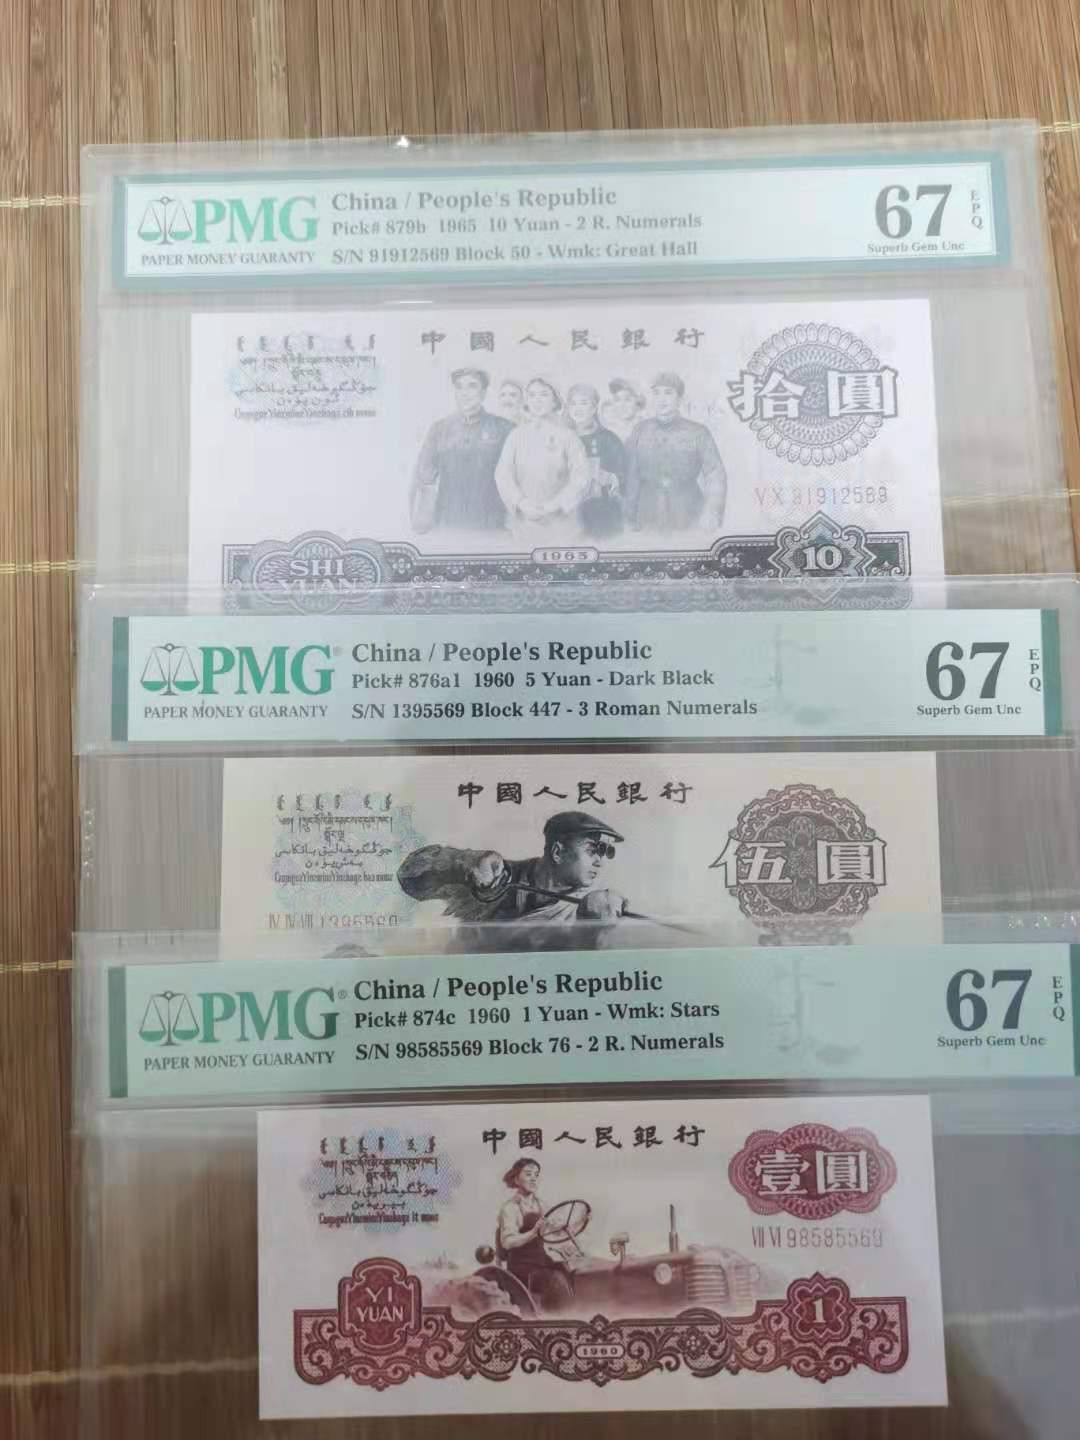 PMG
PAPER MONEY GUARANTY
China / People's Republic
Pick# 879b 1965 10 Yuan - 2 R. Numerals
S/N 91912569 Block 50 - Wmk: Great Hall
67
EPQ
Superb Gem Unc
中國人民銀行
拾圓
VX 91912569
1965
SHI
YUAN
10
PMG®
PAPER MONEY GUARANTY
China / People's Republic
Pick# 876a1 1960 5 Yuan - Dark Black
S/N 1395569 Block 447 - 3 Roman Numerals
67
EPQ
Superb Gem Unc
中國人民銀行
伍圓
IV IV VII 1395569
PMG®
PAPER MONEY GUARANTY
China / People's Republic
Pick# 874c 1960 1 Yuan - Wmk: Stars
S/N 98585569 Block 76 - 2 R. Numerals
67
EPQ
Superb Gem Unc
中國人民銀行
壹圓
VII VI 98585569
YI
YUAN
1960
1